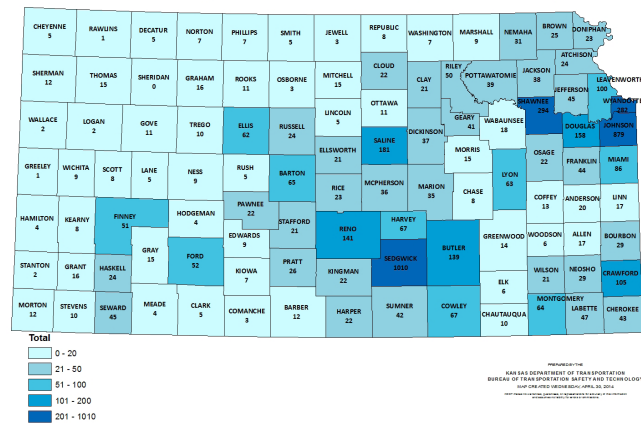 CHEYENNE
5
RAWLINS
1
DECATUR
5
NORTON
7
PHILLIPS
7
SMITH
5
JEWELL
3
REPUBLIC
8
WASHINGTON
7
MARSHALL
9
NEMAHA
31
BROWN
25
DONIPHAN
23
SHERMAN
12
THOMAS
15
SHERIDAN
0
GRAHAM
16
ROOKS
11
OSBORNE
3
MITCHELL
15
CLOUD
22
CLAY
21
RILEY
50
POTTAWATOMIE
39
JACKSON
38
ATCHISON
24
JEFFERSON
45
LEAVENWORTH
100
WYANDOTTE
282
WALLACE
2
LOGAN
2
GOVE
11
TREGO
10
ELLIS
62
RUSSELL
24
LINCOLN
5
OTTAWA
11
SALINE
181
DICKINSON
37
GEARY
41
WABAUNSEE
18
SHAWNEE
294
DOUGLAS
158
JOHNSON
879
GREELEY
1
WICHITA
9
SCOTT
8
LANE
5
NESS
9
RUSH
5
BARTON
65
ELLSWORTH
21
RICE
23
MCPHERSON
36
MARION
35
MORRIS
15
CHASE
8
LYON
63
OSAGE
22
FRANKLIN
44
MIAMI
86
HAMILTON
4
KEARNY
8
FINNEY
51
HODGEMAN
4
PAWNEE
22
EDWARDS
9
STAFFORD
21
RENO
141
HARVEY
67
BUTLER
139
GREENWOOD
14
COFFEY
13
ANDERSON
20
LINN
17
STANTON
2
GRANT
16
HASKELL
24
GRAY
15
FORD
52
KIOWA
7
PRATT
26
KINGMAN
22
SEDGWICK
1010
ELK
6
WOODSON
6
ALLEN
17
BOURBON
29
WILSON
21
NEOSHO
29
CRAWFORD
105
MORTON
12
STEVENS
10
SEWARD
45
MEADE
4
CLARK
5
COMANCHE
3
BARBER
12
HARPER
22
SUMNER
42
COWLEY
67
CHAUTAUQUA
10
MONTGOMERY
64
LABETTE
47
CHEROKEE
43
Total
0 - 20
21 - 50
51 - 100
101 - 200
201 - 1010
PREPARED BY THE
KANSAS DEPARTMENT OF TRANSPORTATION
BUREAU OF TRANSPORTATION SAFETY AND TECHNOLOGY
MAP CREATED WEDNESDAY, APRIL 30, 2014